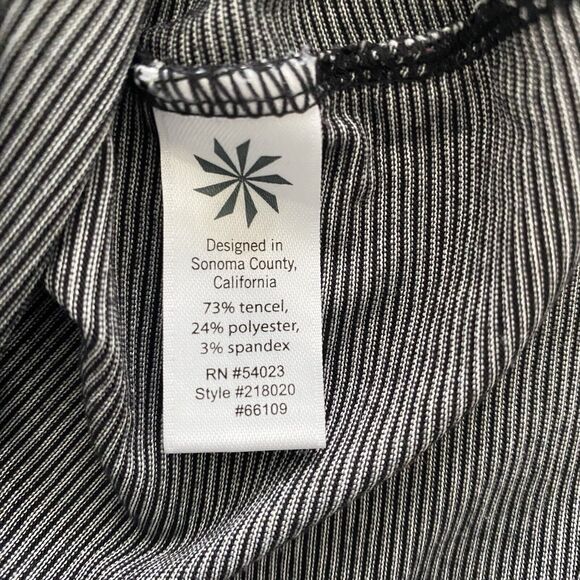 Designed in
Sonoma County,
California
73% tencel,
24% polyester,
3% spandex
RN #54023
Style #218020
#66109